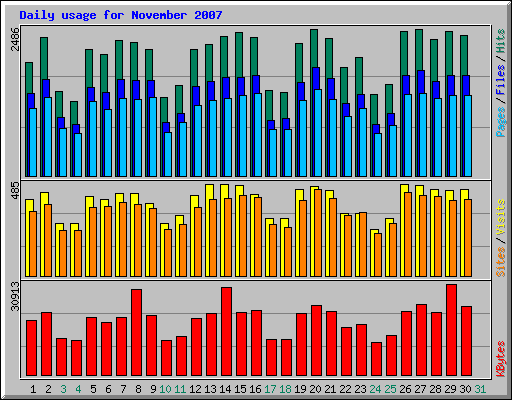 Daily usage for November 2007
2486
Pages / Files / Hits
485
Sites / Visits
30913
KBytes
1 2 3 4 5 6 7 8 9 10 11 12 13 14 15 16 17 18 19 20 21 22 23 24 25 26 27 28 29 30 31